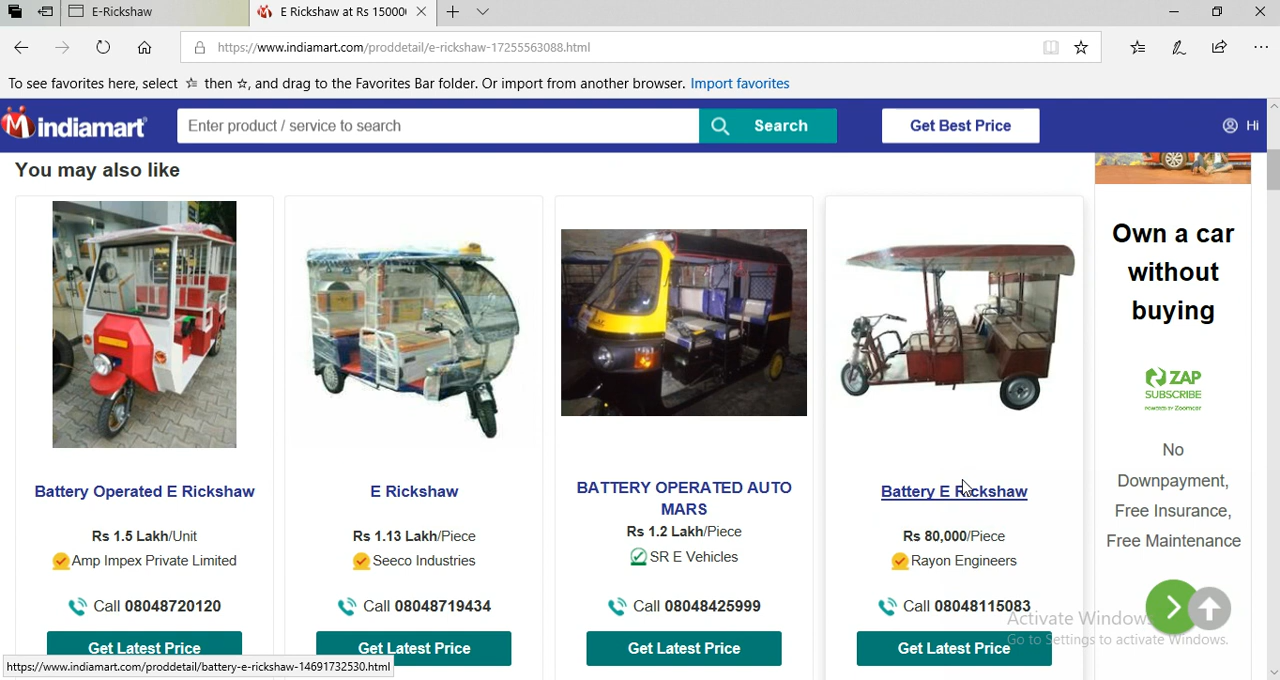 E-Rickshaw
E Rickshaw at Rs 15000
https://www.indiamart.com/proddetail/e-rickshaw-17255563088.html
To see favorites here, select then ☆, and drag to the Favorites Bar folder. Or import from another browser. Import favorites
indiamart
Enter product / service to search
Search
Get Best Price
Hi
You may also like
Battery Operated E Rickshaw
Rs 1.5 Lakh/Unit
Amp Impex Private Limited
Call 08048720120
Get Latest Price
E Rickshaw
Rs 1.13 Lakh/Piece
Seeco Industries
Call 08048719434
Get Latest Price
BATTERY OPERATED AUTO
MARS
Rs 1.2 Lakh/Piece
SR E Vehicles
Call 08048425999
Get Latest Price
Battery E Rickshaw
Rs 80,000/Piece
Rayon Engineers
Call 08048115083
Get Latest Price
Own a car
without
buying
ZAP
SUBSCRIBE
POWERED BY Zoomcar
No
Downpayment,
Free Insurance,
Free Maintenance
Activate Windows
Go to Settings to activate Windows.
https://www.indiamart.com/proddetail/battery-e-rickshaw-14691732530.html